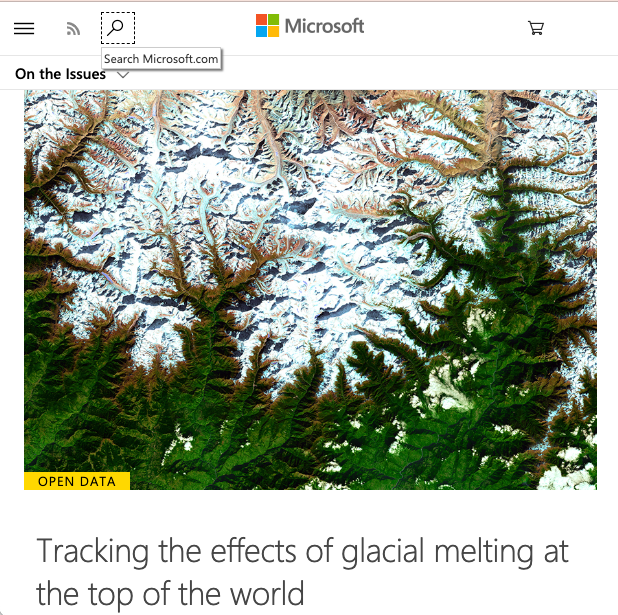 Microsoft
Search Microsoft.com
On the Issues
OPEN DATA
Tracking the effects of glacial melting at
the top of the world